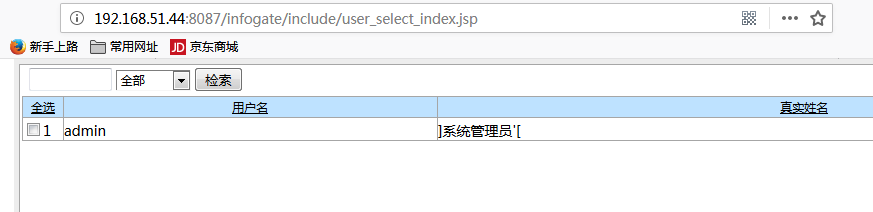 192.168.51.44:8087/infogate/include/user_select_index.jsp
新手上路 常用网址 JD 京东商城
全部 检索
全选 用户名 真实姓名
1 admin ]系统管理员'[